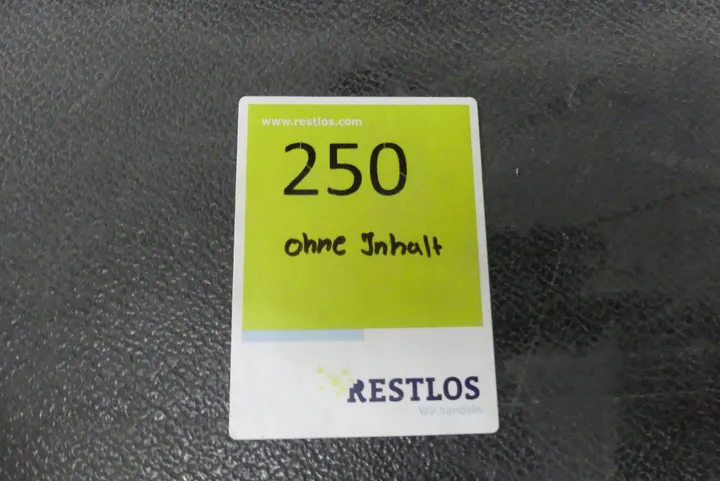 www.restlos.com
250
ohne Inhalt
RESTLOS
Wir handeln.